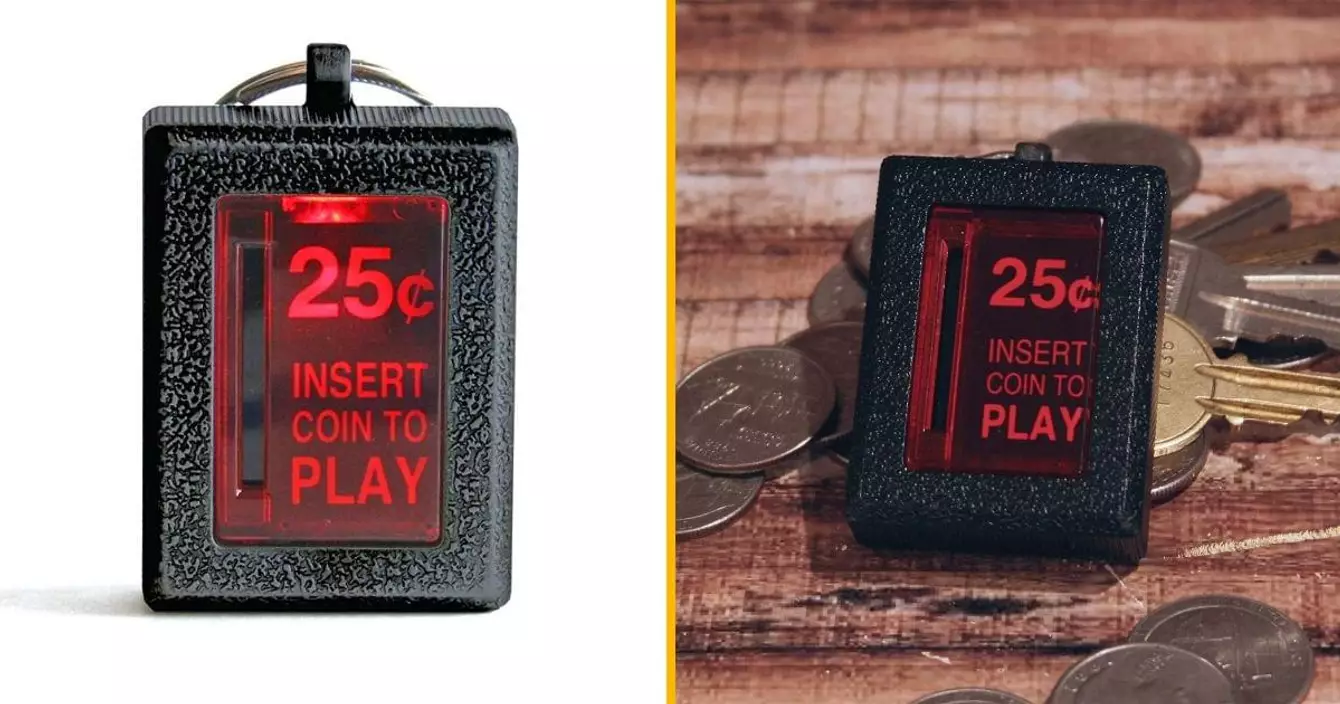 25¢
INSERT
COIN TO
PLAY
25¢
INSERT
COIN TO
PLAY